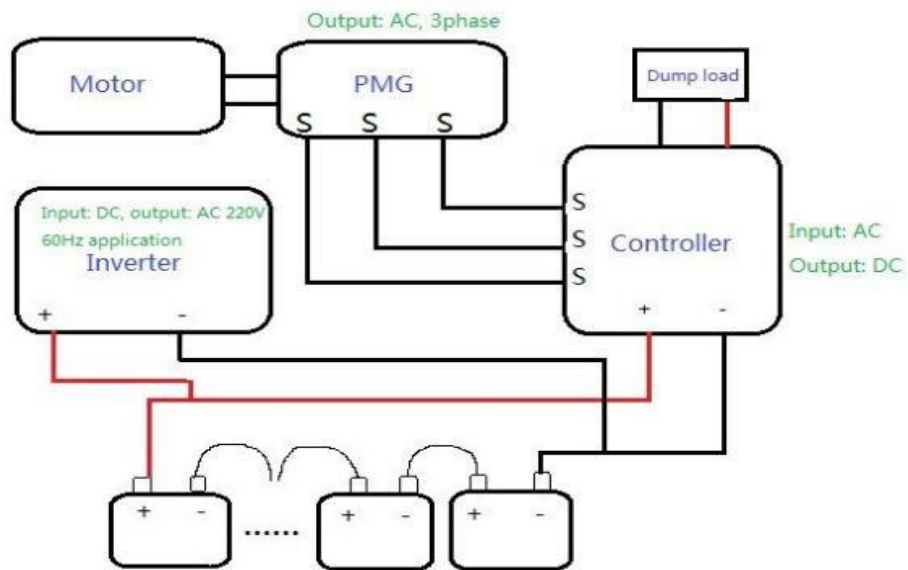 Output: AC, 3phase
Motor
PMG
S S S
Dump load
Input: DC, output: AC 220V
60Hz application
Inverter
+ -
S
S
S
Controller
+ -
Input: AC
Output: DC
+ - ...... + - + -